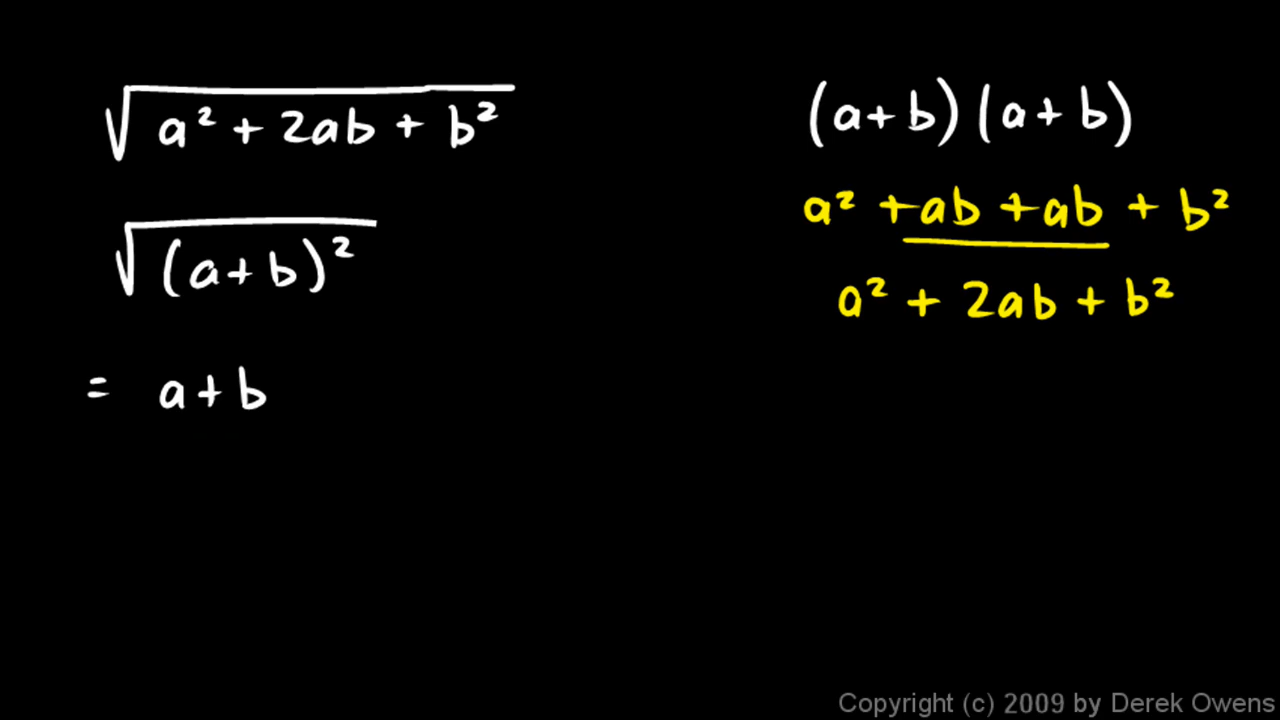 √(a² + 2ab + b²)
√((a+b)²)
= a + b
(a+b)(a+b)
a² +ab +ab + b²
a² + 2ab + b²
Copyright (c) 2009 by Derek Owens